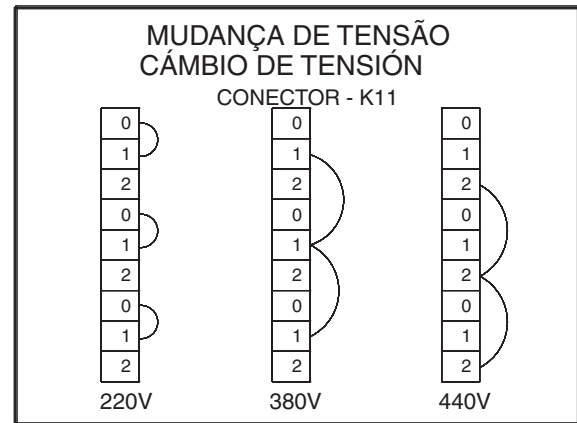 MUDANÇA DE TENSÃO
CÁMBIO DE TENSIÓN
CONECTOR - K11
0 0 0
1 1 1
2 2 2
0 0 0
1 1 1
2 2 2
0 0 0
1 1 1
2 2 2
220V 380V 440V